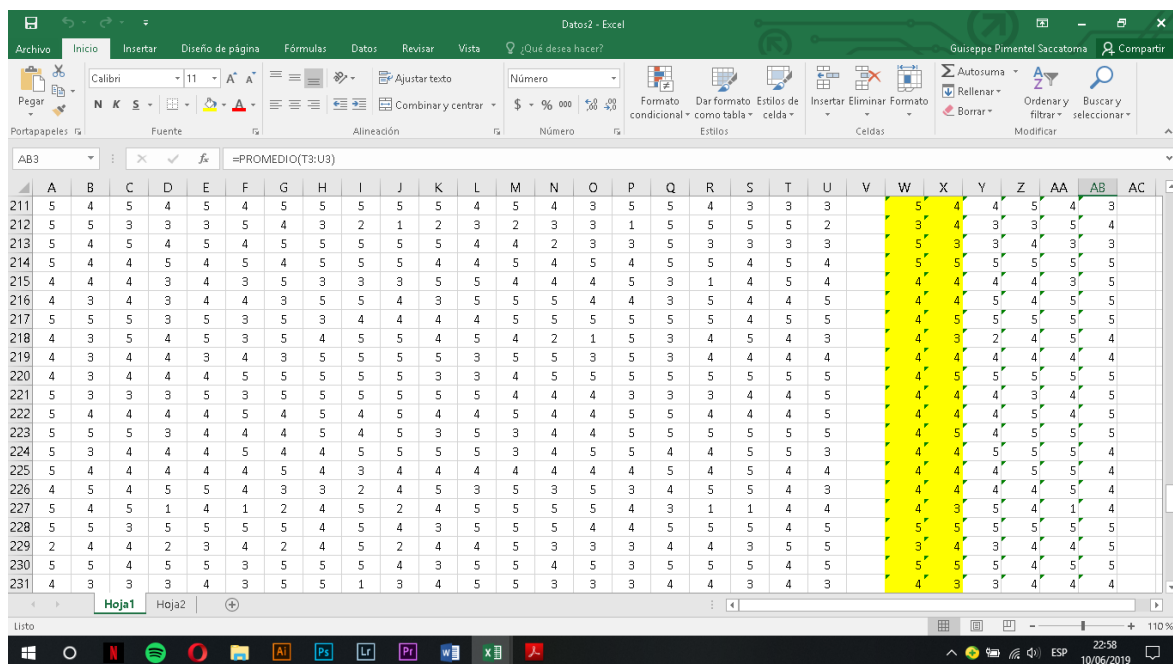 Datos2 - Excel
Archivo Inicio Insertar Diseño de página Fórmulas Datos Revisar Vista ¿Qué desea hacer? Guiseppe Pimentel Saccatoma Compartir
Calibri 11 A A Ajustar texto Número Autosuma
Pegar N K S A Combinar y centrar $ % 000 Formato condicional Dar formato como tabla Estilos de celda Insertar Eliminar Formato Rellenar Borrar Ordenar y filtrar Buscar y seleccionar
Portapapeles Fuente Alineación Número Estilos Celdas Modificar
AB3 fx =PROMEDIO(T3:U3)
A B C D E F G H I J K L M N O P Q R S T U V W X Y Z AA AB AC
211 5 4 5 4 5 4 5 5 5 5 5 4 5 4 3 5 5 4 3 3 3 5 4 4 5 4 3
212 5 5 3 3 3 5 4 3 2 1 2 3 2 3 3 1 5 5 5 5 2 3 4 3 3 5 4
213 5 4 5 4 5 4 5 5 5 5 5 4 4 2 3 3 5 3 3 3 3 5 3 3 4 3 3
214 5 4 4 5 4 5 4 5 5 5 4 4 5 4 5 4 5 5 4 5 4 5 5 5 5 5 5
215 4 4 4 3 4 3 5 3 3 3 5 5 4 4 4 5 3 1 4 5 4 4 4 4 4 3 5
216 4 3 4 3 4 4 3 5 5 4 3 5 5 5 4 4 3 5 4 4 5 4 4 5 4 5 5
217 5 5 5 3 5 3 5 3 4 4 4 4 5 5 5 5 5 5 4 5 5 4 5 5 5 5 5
218 4 3 5 4 5 3 5 4 5 5 4 5 4 2 1 5 3 4 5 4 3 4 3 2 4 5 4
219 4 3 4 4 3 4 3 5 5 5 5 3 5 5 3 5 3 4 4 4 4 4 4 4 4 4 4
220 4 3 4 4 4 5 5 5 5 5 3 3 4 5 5 5 5 5 5 5 5 4 5 5 5 5 5
221 5 3 3 3 5 3 5 5 5 5 5 5 4 4 4 3 3 3 4 4 5 4 4 4 3 4 5
222 5 4 4 4 4 5 4 5 4 5 4 4 5 4 4 5 5 4 4 4 5 4 4 4 5 4 5
223 5 5 5 3 4 4 4 5 4 5 3 5 3 4 4 5 5 5 5 5 5 4 5 4 5 5 5
224 5 3 4 4 4 5 4 4 5 5 5 5 3 4 5 5 4 4 5 5 3 4 4 5 5 5 4
225 5 4 4 4 4 4 5 4 3 4 4 4 4 4 4 4 5 4 5 4 4 4 4 4 5 5 4
226 4 5 4 5 5 4 3 3 2 4 5 3 5 3 5 3 4 5 5 4 3 4 4 4 4 5 4
227 5 4 5 1 4 1 2 4 5 2 4 5 5 5 5 4 3 1 1 4 4 4 3 5 4 1 4
228 5 5 3 5 5 5 5 4 5 4 3 5 5 5 4 4 5 5 5 4 5 5 5 5 5 5 5
229 2 4 4 2 3 4 2 4 5 2 4 4 5 3 3 3 4 4 3 5 5 3 4 3 4 4 5
230 5 5 4 5 5 3 5 5 5 4 3 5 5 4 5 3 5 5 5 4 5 5 5 5 4 5 5
231 4 3 3 3 4 3 5 5 1 3 4 5 5 3 3 3 4 4 3 4 3 4 3 3 4 4 4
Hoja1 Hoja2
Listo 110 %
N Ai Ps Lr Pr ESP 22:58
10/06/2019